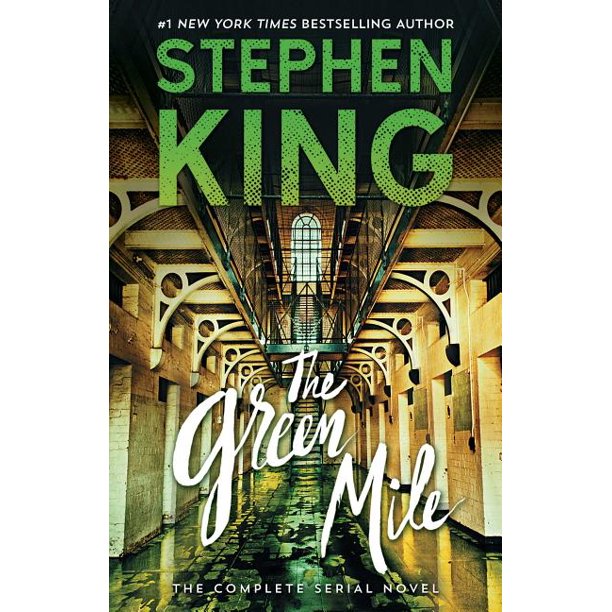 #1 NEW YORK TIMES BESTSELLING AUTHOR
STEPHEN
KING
The
green
Mile
THE COMPLETE SERIAL NOVEL